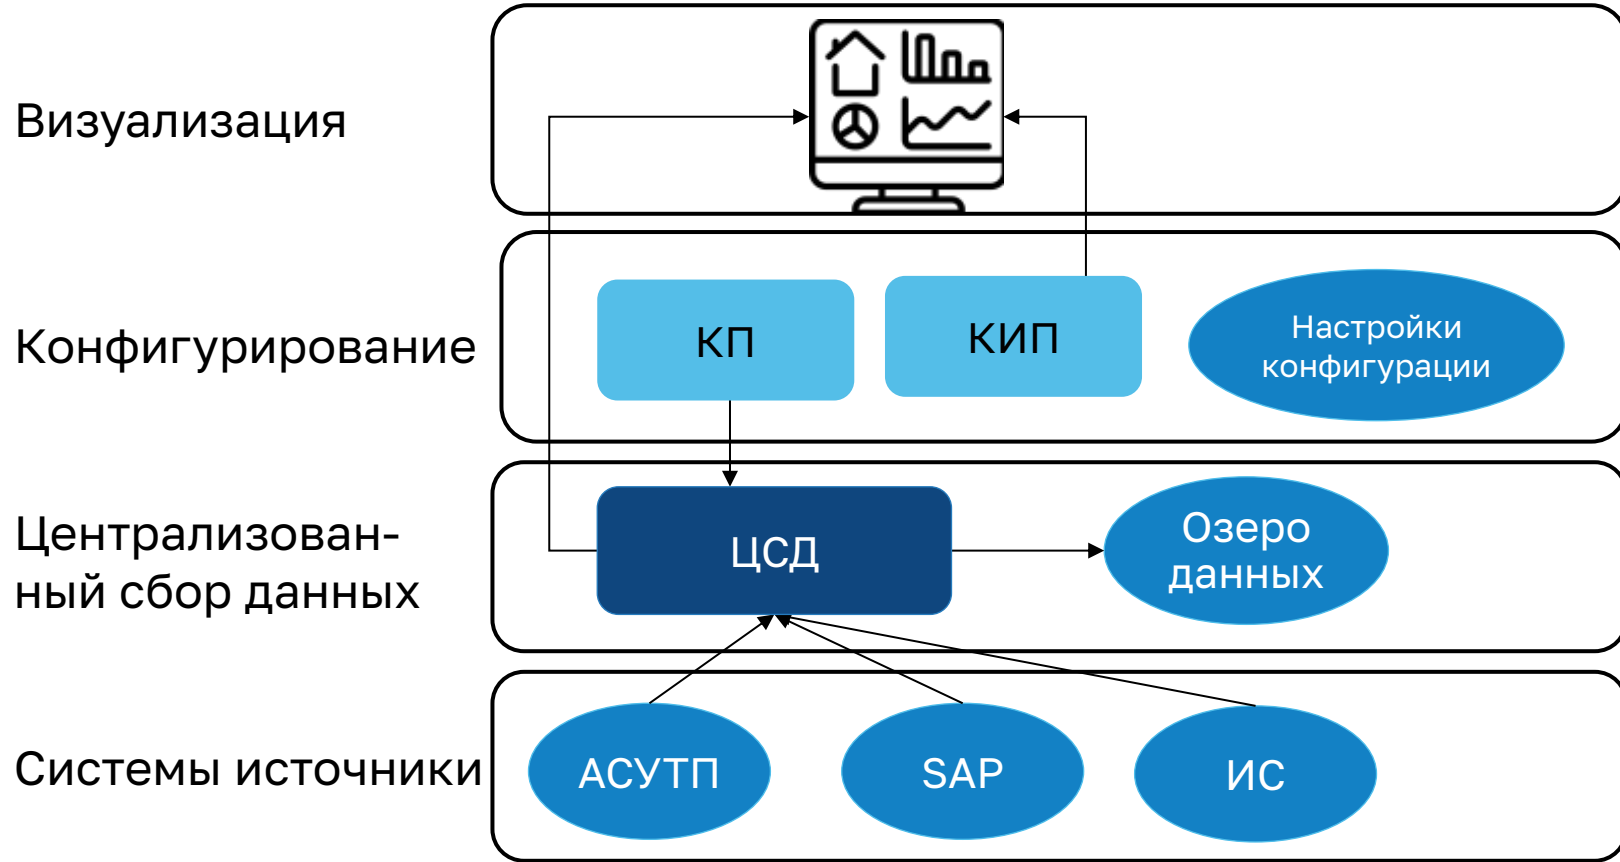 Визуализация
Конфигурирование
КП
КИП
Настройки
конфигурации
Централизован-
ный сбор данных
ЦСД
Озеро
данных
Системы источники
АСУТП
SAP
ИС